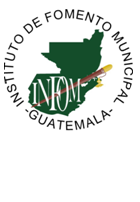 INSTITUTO DE FOMENTO MUNICIPAL
INFOM
-GUATEMALA-